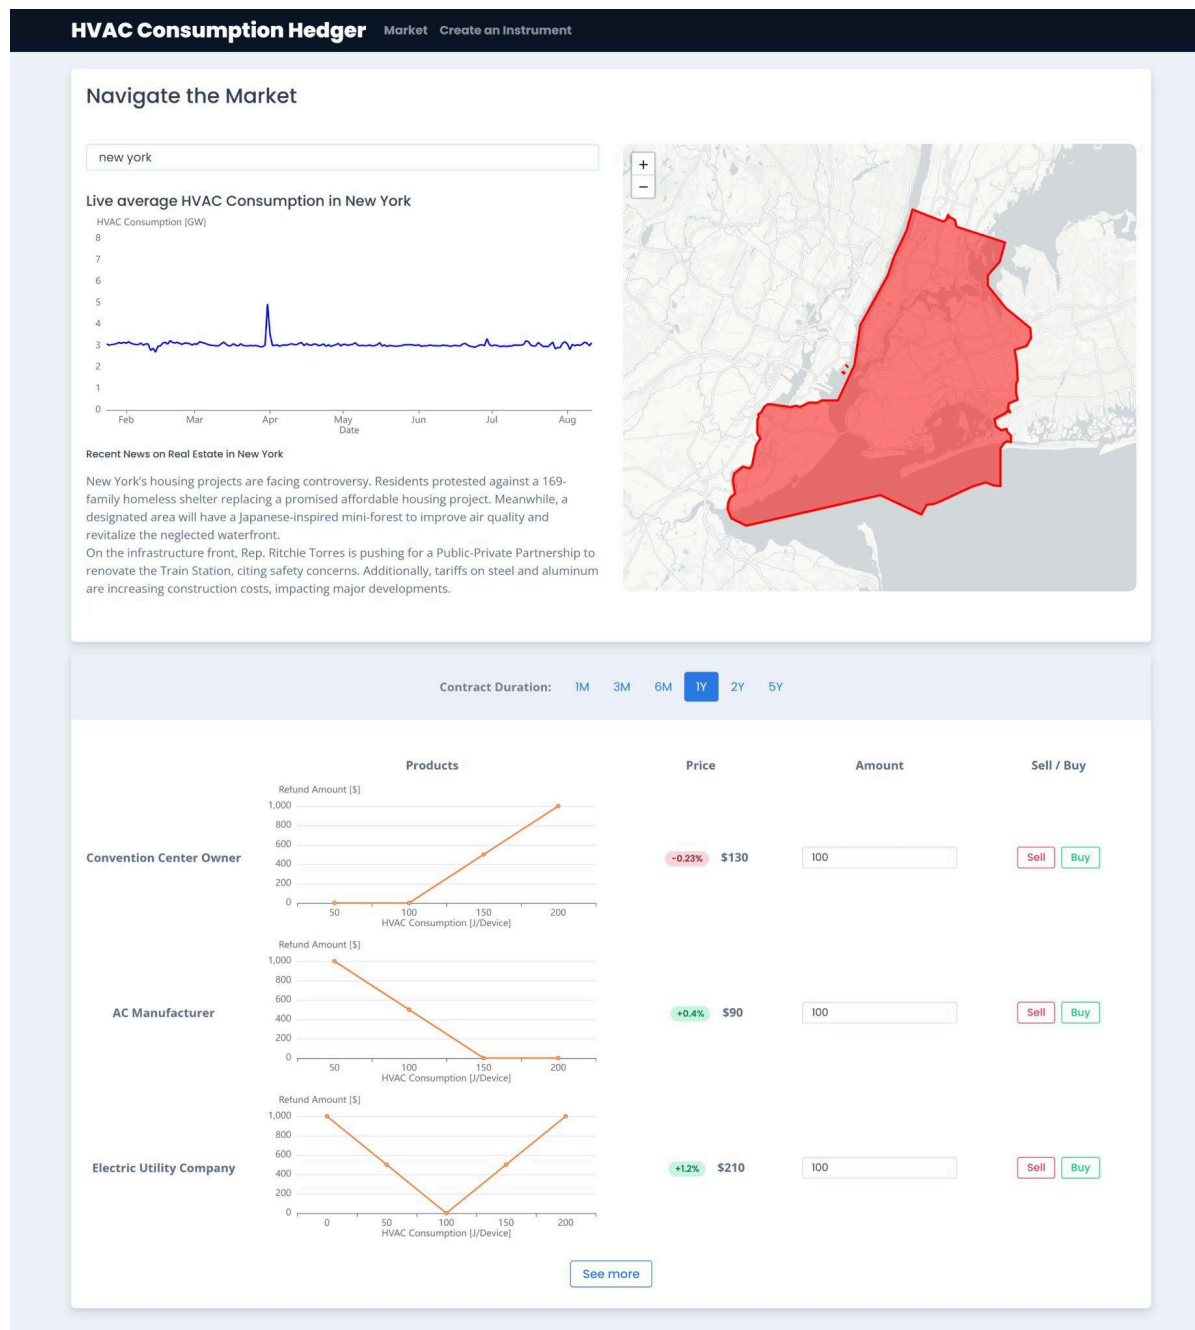 HVAC Consumption Hedger Market Create an Instrument
Navigate the Market
new york
+
−
Live average HVAC Consumption in New York
HVAC Consumption [GW]
8
7
6
5
4
3
2
1
0
Feb Mar Apr May Jun Jul Aug
Date
Recent News on Real Estate in New York
New York's housing projects are facing controversy. Residents protested against a 169-
family homeless shelter replacing a promised affordable housing project. Meanwhile, a
designated area will have a Japanese-inspired mini-forest to improve air quality and
revitalize the neglected waterfront.
On the infrastructure front, Rep. Ritchie Torres is pushing for a Public-Private Partnership to
renovate the Train Station, citing safety concerns. Additionally, tariffs on steel and aluminum
are increasing construction costs, impacting major developments.
Contract Duration: 1M 3M 6M 1Y 2Y 5Y
Products Price Amount Sell / Buy
Refund Amount [$]
1,000
800
600
Convention Center Owner -0.23% $130 100 Sell Buy
400
200
0
50 100 150 200
HVAC Consumption [J/Device]
Refund Amount [$]
1,000
800
600
AC Manufacturer +0.4% $90 100 Sell Buy
400
200
0
50 100 150 200
HVAC Consumption [J/Device]
Refund Amount [$]
1,000
800
600
Electric Utility Company +1.2% $210 100 Sell Buy
400
200
0
0 50 100 150 200
HVAC Consumption [J/Device]
See more